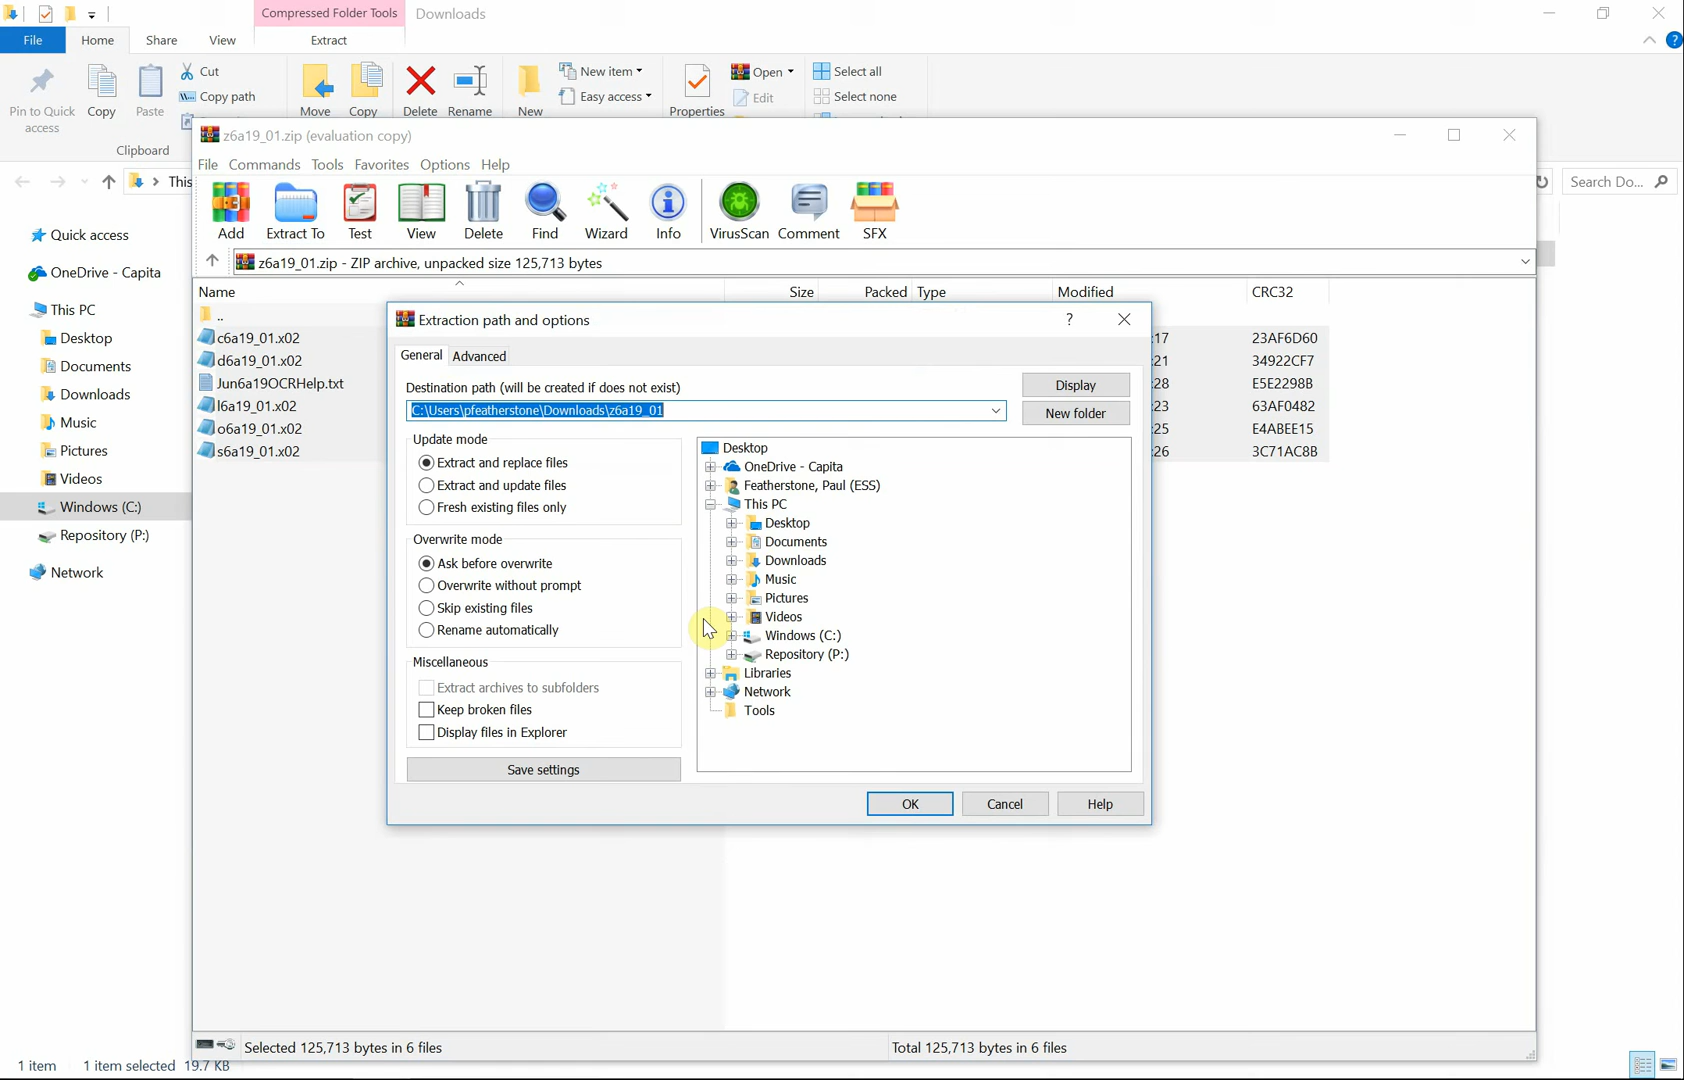 Compressed Folder Tools Downloads
File Home Share View Extract
Pin to Quick access
Copy
Paste
Cut
Copy path
Clipboard
Move
Copy
Delete
Rename
New
New item
Easy access
Properties
Open
Edit
Select all
Select none
This
Search Do...
Quick access
OneDrive - Capita
This PC
Desktop
Documents
Downloads
Music
Pictures
Videos
Windows (C:)
Repository (P:)
Network
1 item 1 item selected 19.7 KB
z6a19_01.zip (evaluation copy)
File Commands Tools Favorites Options Help
Add Extract To Test View Delete Find Wizard Info VirusScan Comment SFX
z6a19_01.zip - ZIP archive, unpacked size 125,713 bytes
Name Size Packed Type Modified CRC32
..
c6a19_01.x02 :17 23AF6D60
d6a19_01.x02 :21 34922CF7
Jun6a19OCRHelp.txt :28 E5E2298B
l6a19_01.x02 :23 63AF0482
o6a19_01.x02 :25 E4ABEE15
s6a19_01.x02 :26 3C71AC8B
Extraction path and options ?
General Advanced
Destination path (will be created if does not exist)
C:\Users\pfeatherstone\Downloads\z6a19_01
Display
New folder
Update mode
Extract and replace files
Extract and update files
Fresh existing files only
Overwrite mode
Ask before overwrite
Overwrite without prompt
Skip existing files
Rename automatically
Miscellaneous
Extract archives to subfolders
Keep broken files
Display files in Explorer
Save settings
Desktop
OneDrive - Capita
Featherstone, Paul (ESS)
This PC
Desktop
Documents
Downloads
Music
Pictures
Videos
Windows (C:)
Repository (P:)
Libraries
Network
Tools
OK Cancel Help
Selected 125,713 bytes in 6 files
Total 125,713 bytes in 6 files